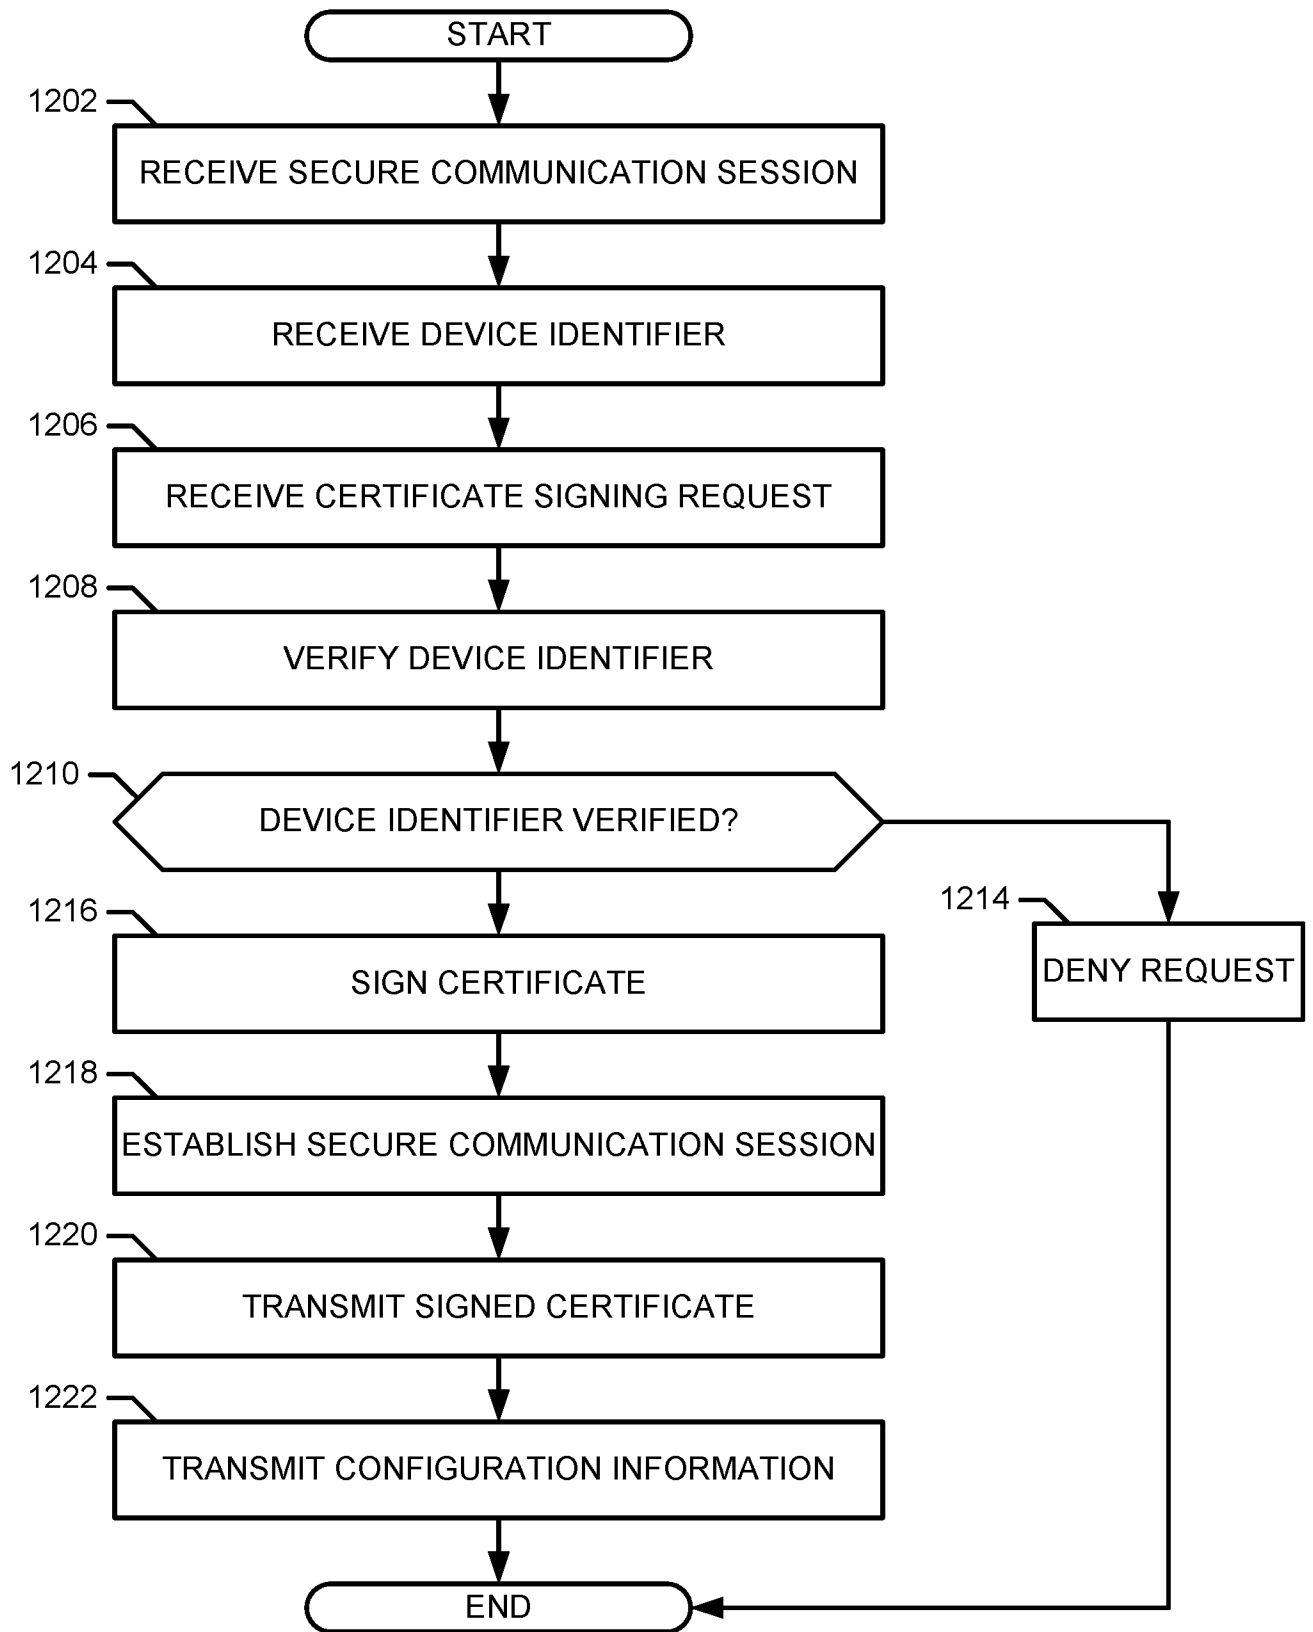 START
1202
RECEIVE SECURE COMMUNICATION SESSION
1204
RECEIVE DEVICE IDENTIFIER
1206
RECEIVE CERTIFICATE SIGNING REQUEST
1208
VERIFY DEVICE IDENTIFIER
1210
DEVICE IDENTIFIER VERIFIED?
1214
DENY REQUEST
1216
SIGN CERTIFICATE
1218
ESTABLISH SECURE COMMUNICATION SESSION
1220
TRANSMIT SIGNED CERTIFICATE
1222
TRANSMIT CONFIGURATION INFORMATION
END